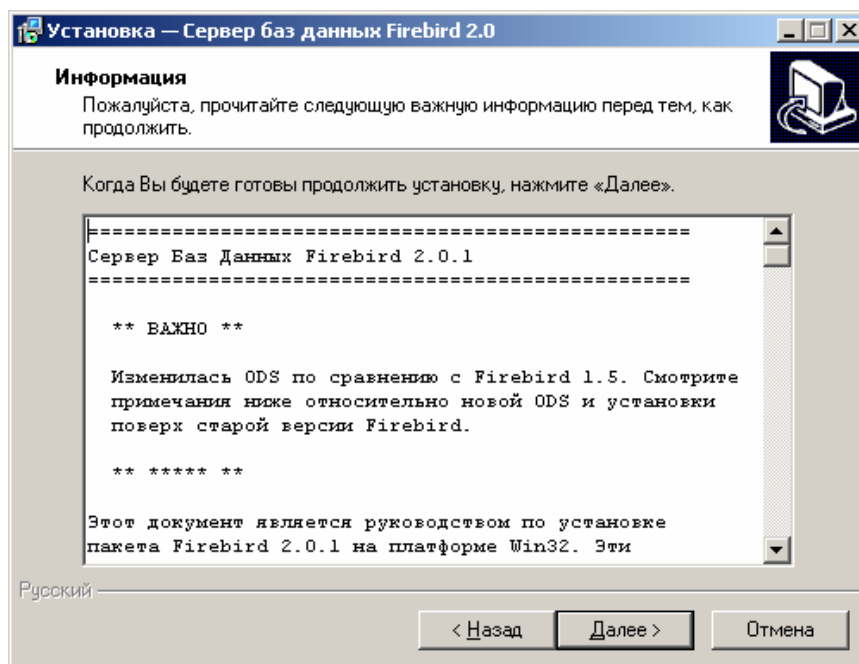 Установка — Сервер баз данных Firebird 2.0
Информация
Пожалуйста, прочитайте следующую важную информацию перед тем, как
продолжить.
Когда Вы будете готовы продолжить установку, нажмите «Далее».
==================================================
Сервер Баз Данных Firebird 2.0.1
==================================================
** ВАЖНО **
Изменилась ODS по сравнению с Firebird 1.5. Смотрите
примечания ниже относительно новой ODS и установки
поверх старой версии Firebird.
** ***** **
Этот документ является руководством по установке
пакета Firebird 2.0.1 на платформе Win32. Эти
Русский
< Назад Далее > Отмена